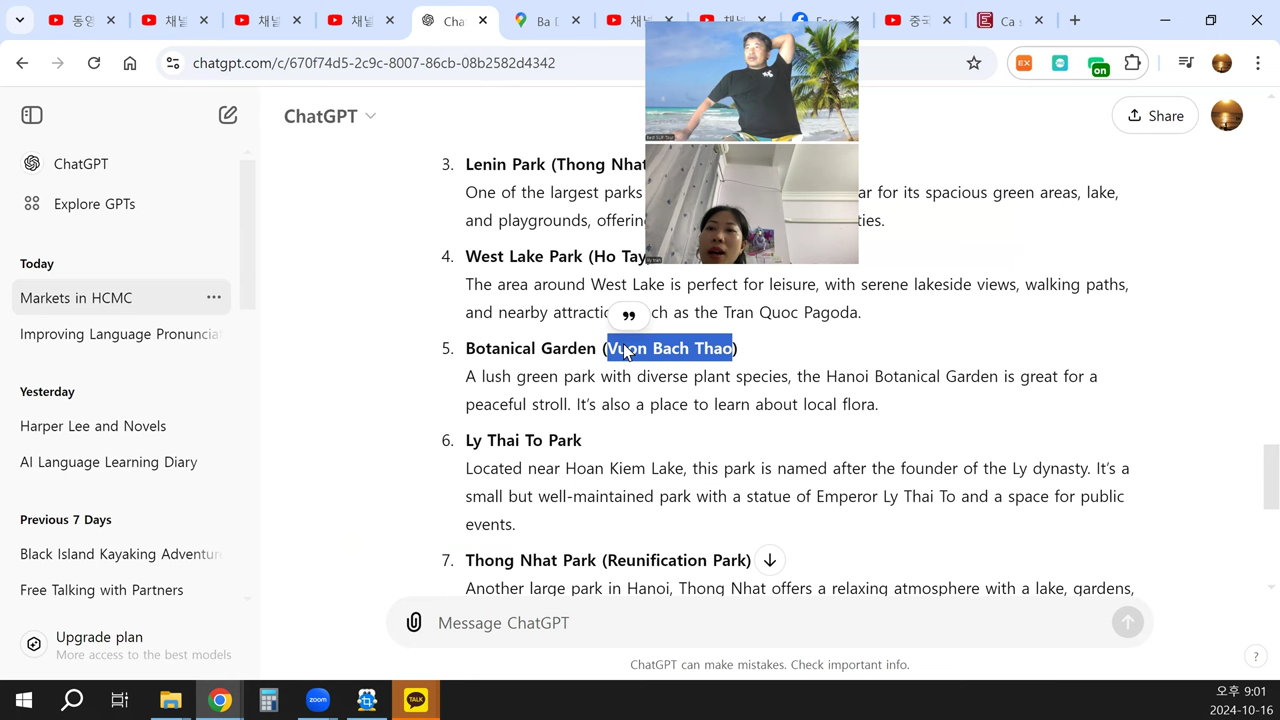 동영
채널
채널
채널
Cha
Ba D
채널
채널
Fac
중국
Ca s
chatgpt.com/c/670f74d5-2c9c-8007-86cb-08b2582d4342
EX
on
ChatGPT
Share
ChatGPT
Explore GPTs
Today
Markets in HCMC
Improving Language Pronuncia
Yesterday
Harper Lee and Novels
AI Language Learning Diary
Previous 7 Days
Black Island Kayaking Adventur
Free Talking with Partners
Upgrade plan
More access to the best models
3. Lenin Park (Thong Nhat
One of the largest parks ar for its spacious green areas, lake,
and playgrounds, offering ties.
4. West Lake Park (Ho Tay
The area around West Lake is perfect for leisure, with serene lakeside views, walking paths,
and nearby attractio ch as the Tran Quoc Pagoda.
5. Botanical Garden (Vuon Bach Thao)
A lush green park with diverse plant species, the Hanoi Botanical Garden is great for a
peaceful stroll. It's also a place to learn about local flora.
6. Ly Thai To Park
Located near Hoan Kiem Lake, this park is named after the founder of the Ly dynasty. It's a
small but well-maintained park with a statue of Emperor Ly Thai To and a space for public
events.
7. Thong Nhat Park (Reunification Park)
Another large park in Hanoi, Thong Nhat offers a relaxing atmosphere with a lake, gardens,
Message ChatGPT
ChatGPT can make mistakes. Check important info.
?
zoom
TALK
오후 9:01
2024-10-16